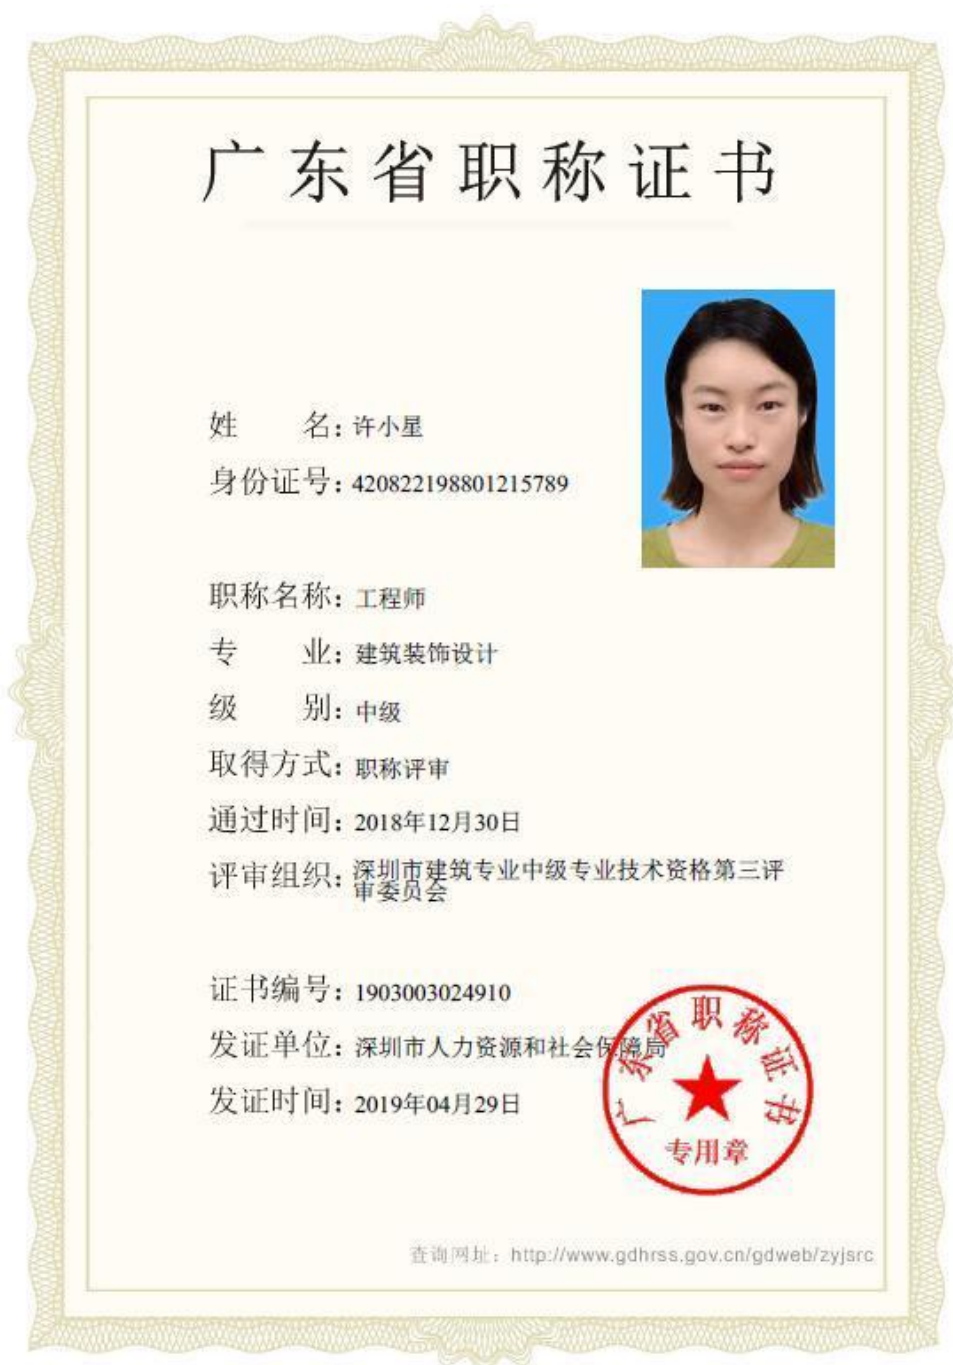 广东省职称证书
姓　　名：许小星
身份证号：420822198801215789
职称名称：工程师
专　　业：建筑装饰设计
级　　别：中级
取得方式：职称评审
通过时间：2018年12月30日
评审组织：深圳市建筑专业中级专业技术资格第三评
审委员会
证书编号：1903003024910
发证单位：深圳市人力资源和社会保障局
发证时间：2019年04月29日
广东省职称证书
专用章
查询网址：http://www.gdhrss.gov.cn/gdweb/zyjsrc